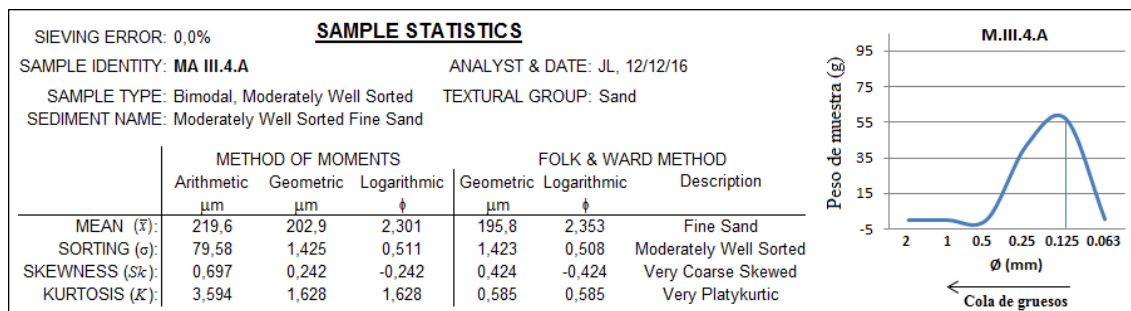 SAMPLE STATISTICS
SIEVING ERROR: 0,0%
SAMPLE IDENTITY: MA III.4.A ANALYST & DATE: JL, 12/12/16
SAMPLE TYPE: Bimodal, Moderately Well Sorted TEXTURAL GROUP: Sand
SEDIMENT NAME: Moderately Well Sorted Fine Sand
METHOD OF MOMENTS FOLK & WARD METHOD
Arithmetic Geometric Logarithmic Geometric Logarithmic Description
μm μm ϕ μm ϕ
MEAN (x̄): 219,6 202,9 2,301 195,8 2,353 Fine Sand
SORTING (σ): 79,58 1,425 0,511 1,423 0,508 Moderately Well Sorted
SKEWNESS (Sk): 0,697 0,242 -0,242 0,424 -0,424 Very Coarse Skewed
KURTOSIS (K): 3,594 1,628 1,628 0,585 0,585 Very Platykurtic
M.III.4.A
Peso de muestra (g)
95
75
55
35
15
-5
2 1 0.5 0.25 0.125 0.063
Ø (mm)
Cola de gruesos